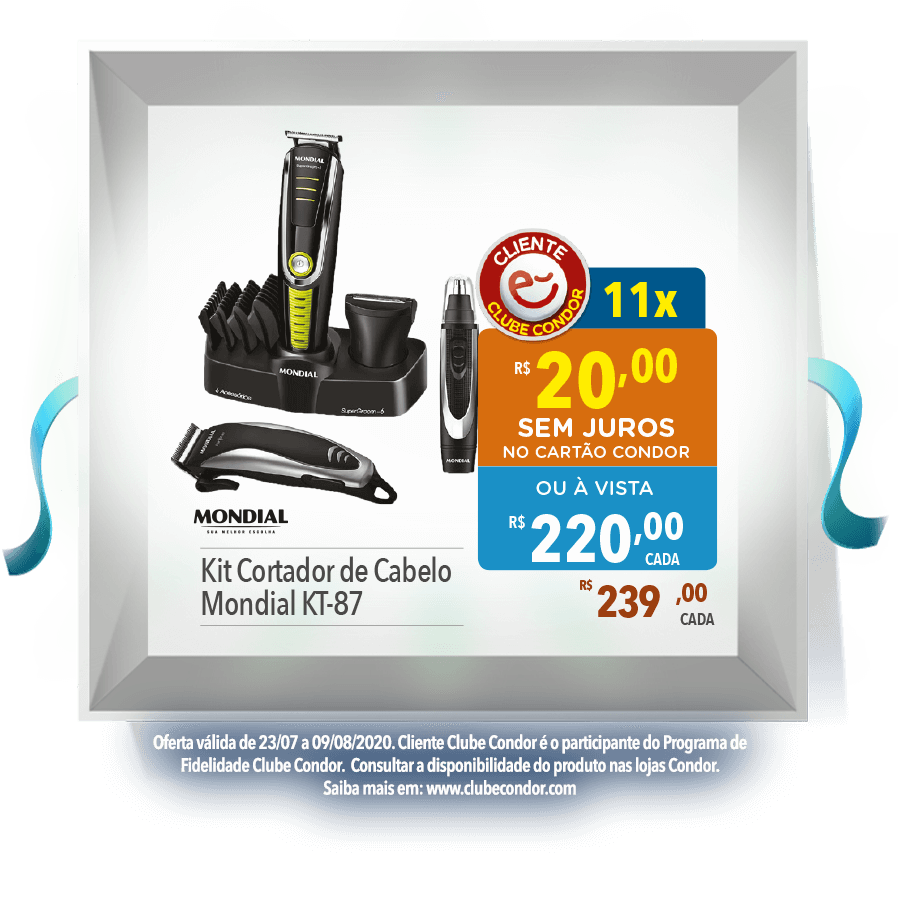 MONDIAL
SuperGroom-6
MONDIAL
SuperGroom-6
MONDIAL
MONDIAL
MONDIAL
SUA MELHOR ESCOLHA
Kit Cortador de Cabelo
Mondial KT-87
CLIENTE
CLUBE CONDOR
11x
R$ 20,00
SEM JUROS
NO CARTÃO CONDOR
OU À VISTA
R$ 220,00
CADA
R$ 239,00
CADA
Oferta válida de 23/07 a 09/08/2020. Cliente Clube Condor é o participante do Programa de
Fidelidade Clube Condor. Consultar a disponibilidade do produto nas lojas Condor.
Saiba mais em: www.clubecondor.com